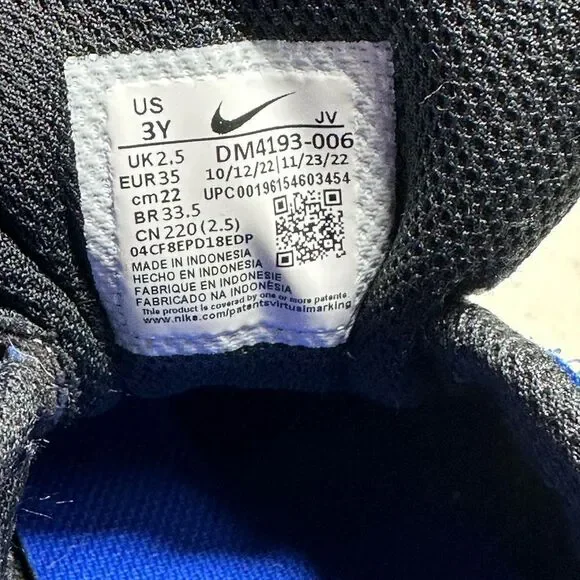 US
3Y
JV
UK 2.5 DM4193-006
EUR 35 10/12/22|11/23/22
cm 22 UPC00196154603454
BR 33.5
CN 220 (2.5)
04CF8EPD18EDP
MADE IN INDONESIA
HECHO EN INDONESIA
FABRIQUE EN INDONESIE
FABRICADO NA INDONÉSIA
This product is covered by one or more patents.
www.nike.com/patentsvirtualmarking